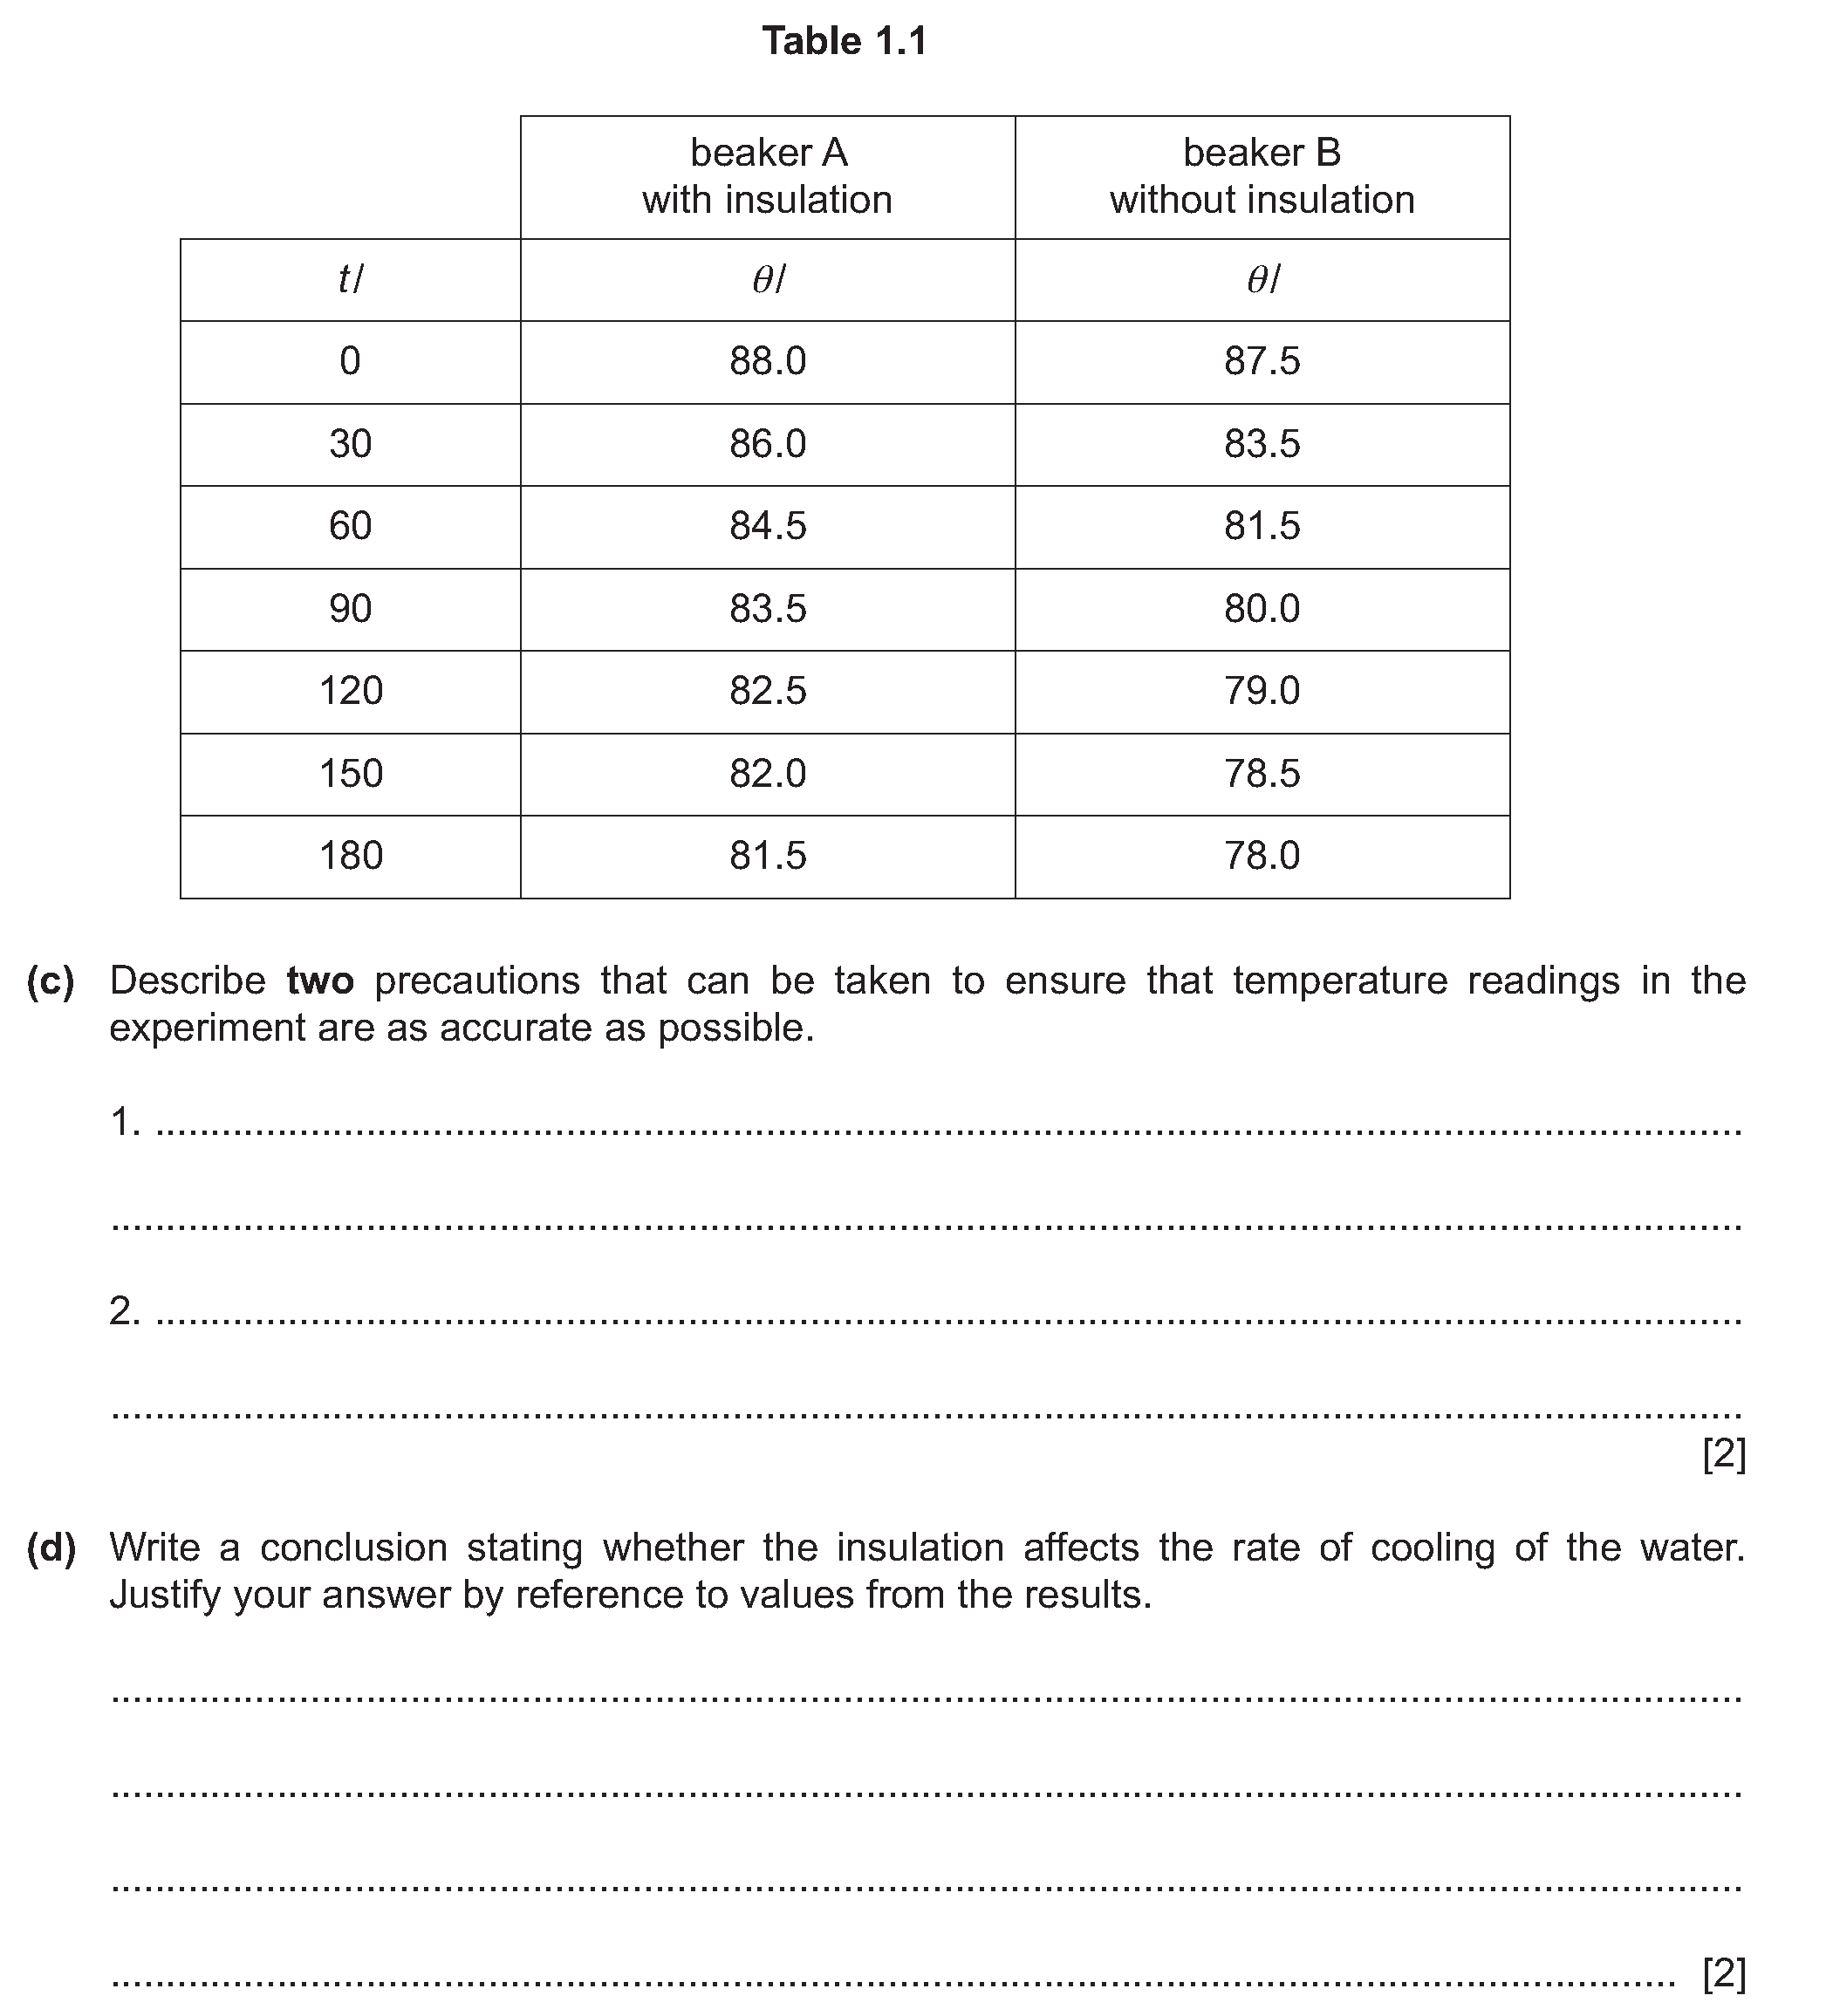 Table 1.1
beaker A
with insulation
beaker B
without insulation
t/ θ/ θ/
0 88.0 87.5
30 86.0 83.5
60 84.5 81.5
90 83.5 80.0
120 82.5 79.0
150 82.0 78.5
180 81.5 78.0
(c) Describe two precautions that can be taken to ensure that temperature readings in the
experiment are as accurate as possible.
1. ..........................................................................................................................................
..........................................................................................................................................
2. ..........................................................................................................................................
..........................................................................................................................................
[2]
(d) Write a conclusion stating whether the insulation affects the rate of cooling of the water.
Justify your answer by reference to values from the results.
..........................................................................................................................................
..........................................................................................................................................
..........................................................................................................................................
.................................................................................................................................... [2]